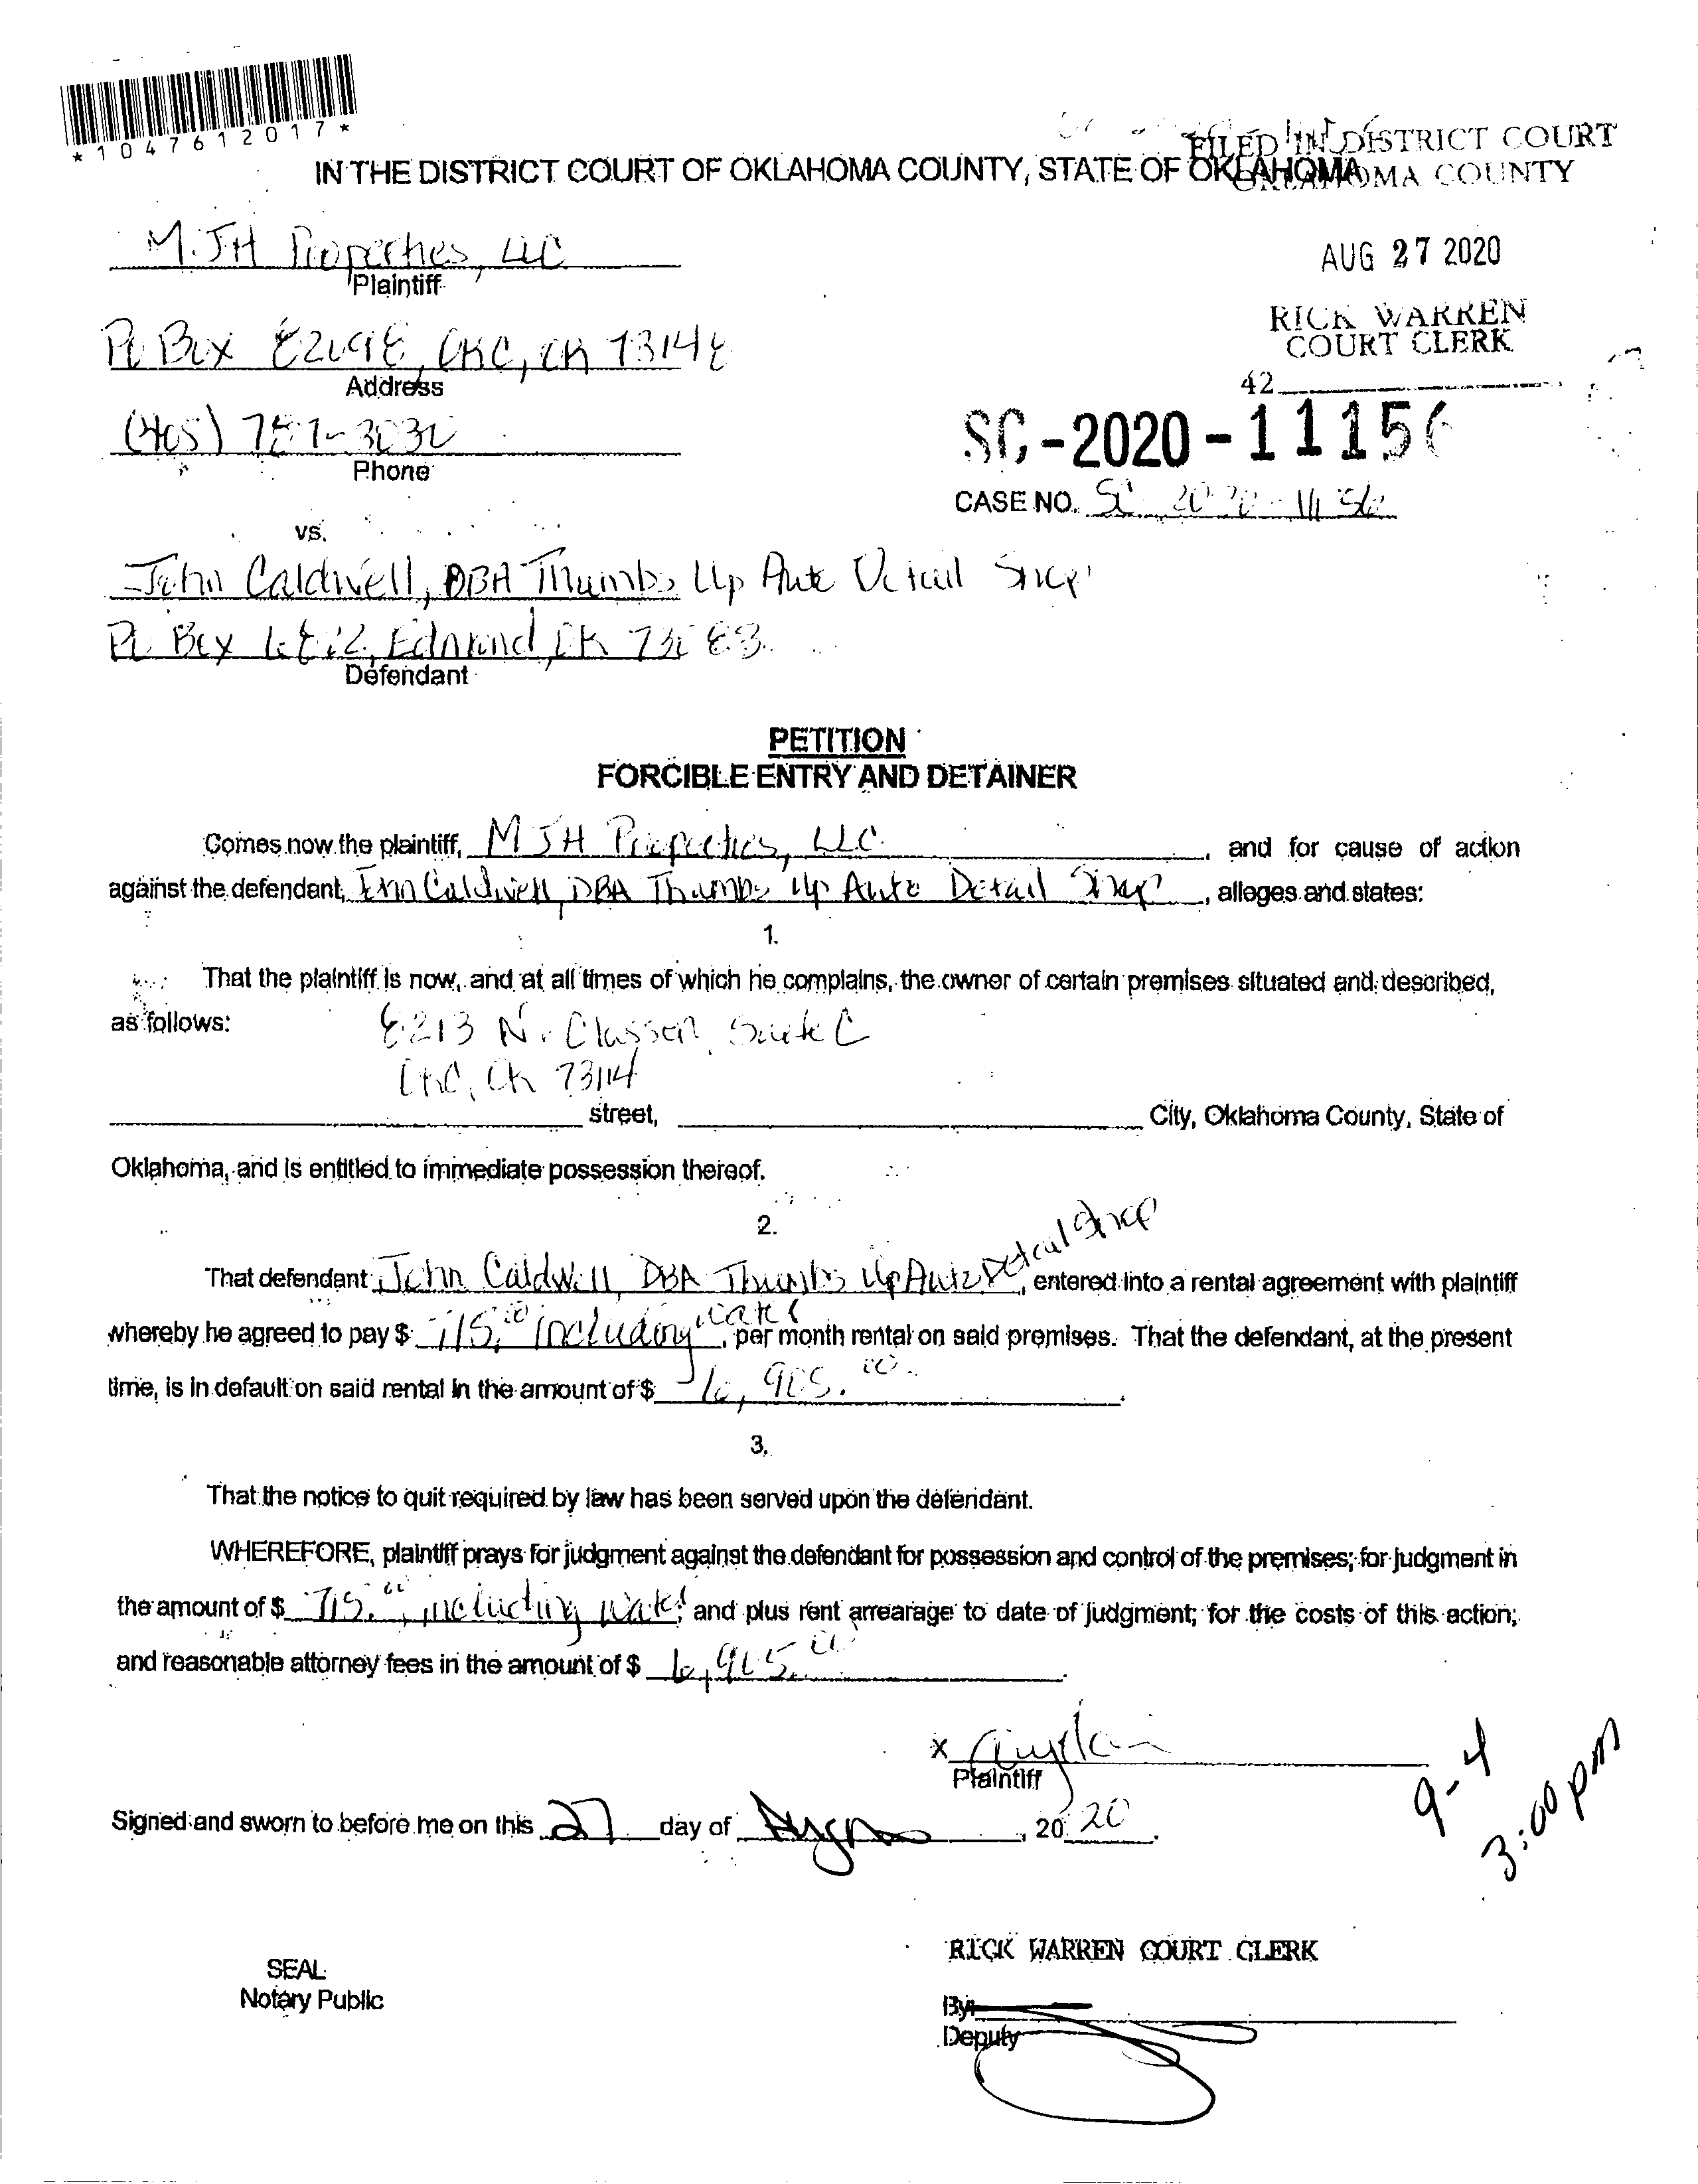 *1047612017*
FILED IN DISTRICT COURT
OKLAHOMA COUNTY
IN THE DISTRICT COURT OF OKLAHOMA COUNTY, STATE OF OKLAHOMA
MJH Properties, LLC
Plaintiff
AUG 27 2020
RICK WARREN
COURT CLERK
42
PO Box OKC, OK 73148
Address
(405)
Phone
SC-2020-11156
CASE NO. SC 2020-11156
vs.
John Caldwell, DBA Thumbs Up Auto Detail Shop
PO Box Edmond, OK 73083
Defendant
PETITION
FORCIBLE ENTRY AND DETAINER
Comes now the plaintiff, MJH Properties, LLC, and for cause of action
against the defendant, John Caldwell, DBA Thumbs Up Auto Detail Shop, alleges and states:
1.
That the plaintiff is now, and at all times of which he complains, the owner of certain premises situated and described,
as follows: 8213 N. Classen, Suite C
OKC, OK 73114
street, City, Oklahoma County, State of
Oklahoma, and is entitled to immediate possession thereof.
2.
That defendant John Caldwell, DBA Thumbs Up Auto Detail Shop, entered into a rental agreement with plaintiff
whereby he agreed to pay $ 715.00 including water, per month rental on said premises. That the defendant, at the present
time, is in default on said rental in the amount of $ 6,905.00.
3.
That the notice to quit required by law has been served upon the defendant.
WHEREFORE, plaintiff prays for judgment against the defendant for possession and control of the premises; for judgment in
the amount of $ 715.00, including water, and plus rent arrearage to date of judgment; for the costs of this action;
and reasonable attorney fees in the amount of $ 6,905.00.
X
Plaintiff
9-4
3:00 pm
Signed and sworn to before me on this 27 day of August, 2020.
RICK WARREN COURT CLERK
SEAL
Notary Public
By:
Deputy